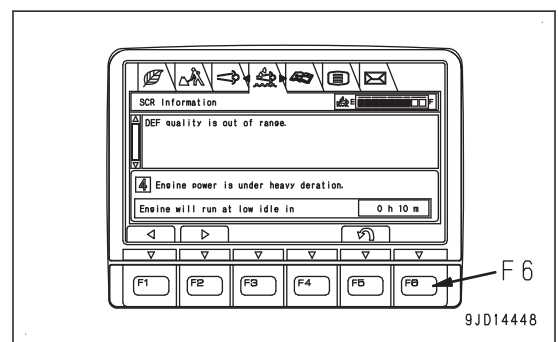 SCR Information
E F
DEF quality is out of range.
4 Engine power is under heavy deration.
Engine will run at low idle in 0 h 10 m
F1 F2 F3 F4 F5 F6
F6
9JD14448